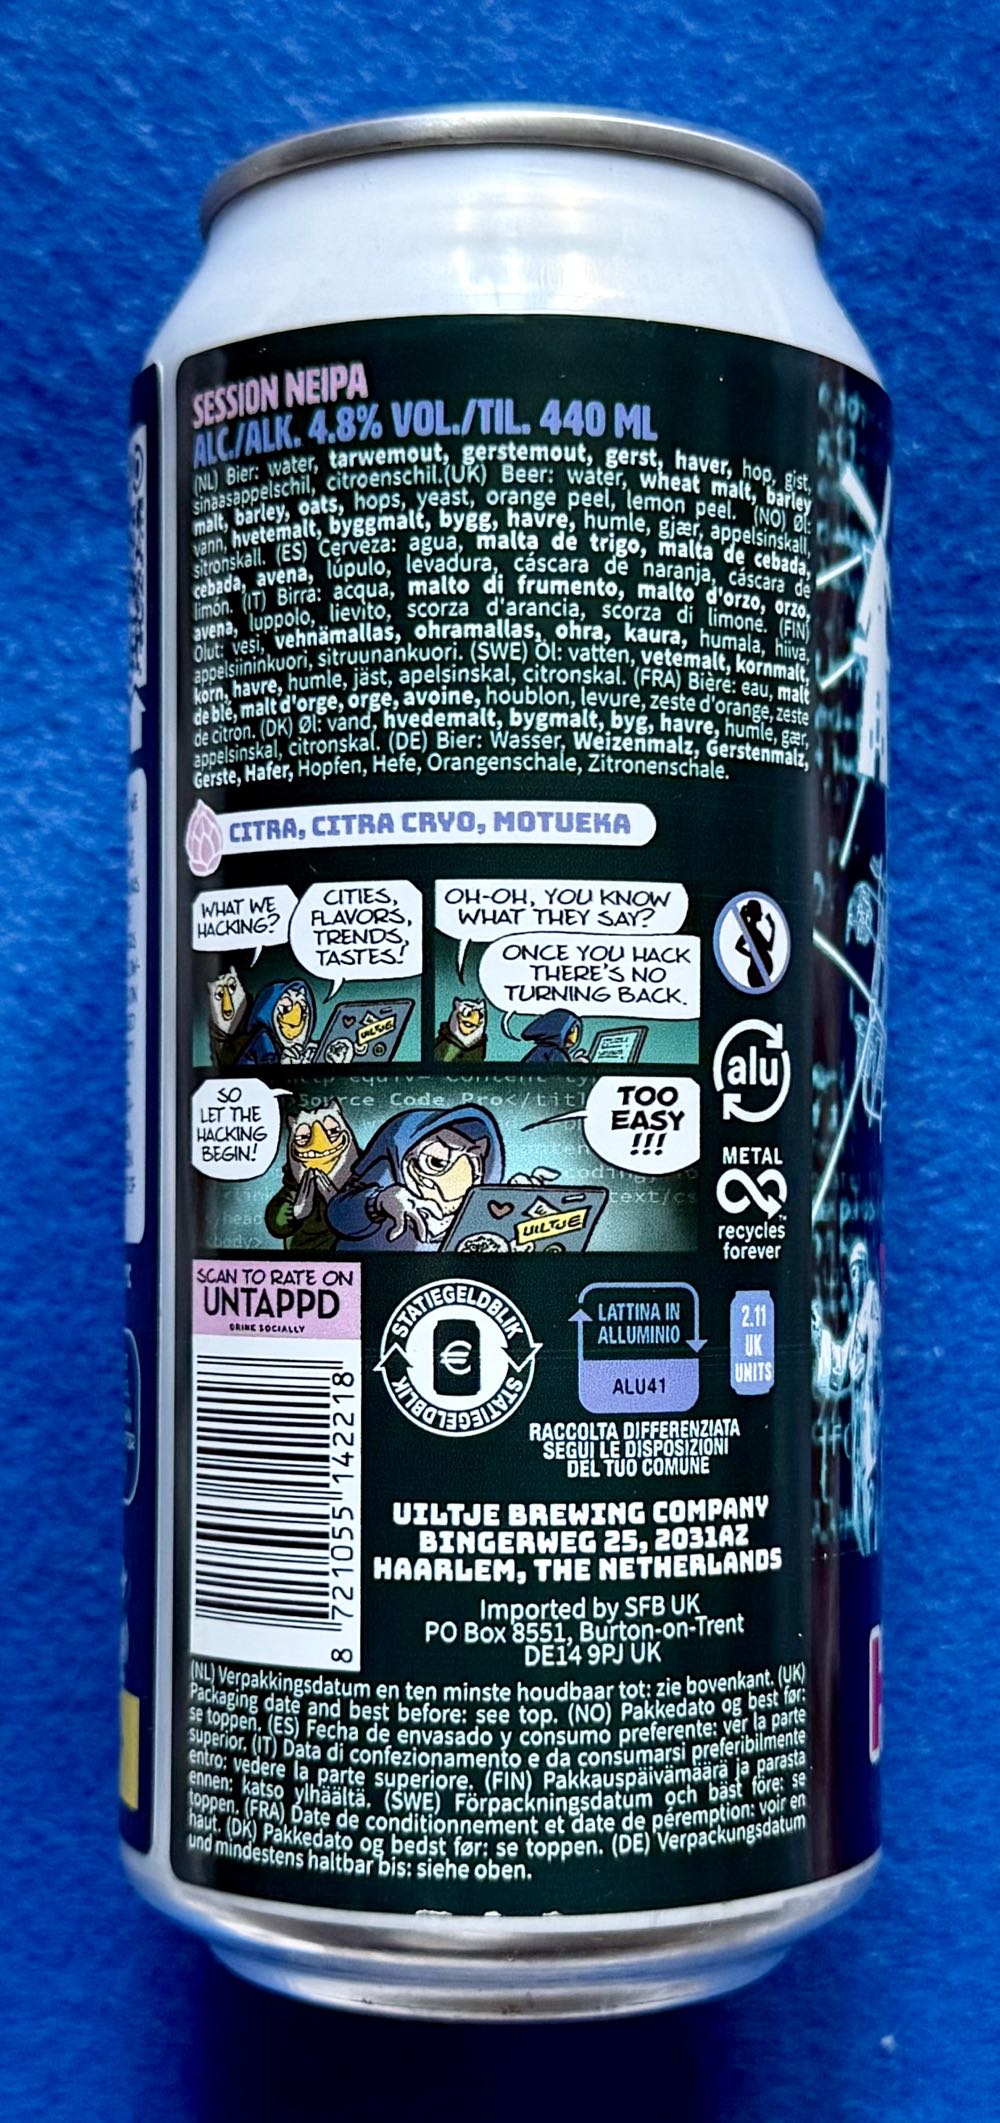 SESSION NEIPA
ALC./ALK. 4.8% VOL./TIL. 440 ML
(NL) Bier: water, tarwemout, gerstemout, gerst, haver, hop, gist,
sinaasappelschil, citroenschil.(UK) Beer: water, wheat malt, barley
malt, barley, oats, hops, yeast, orange peel, lemon peel. (NO) Øl:
vann, hvetemalt, byggmalt, bygg, havre, humle, gjær, appelsinskall,
sitronskall. (ES) Cerveza: agua, malta de trigo, malta de cebada,
cebada, avena, lúpulo, levadura, cáscara de naranja, cáscara de
limón. (IT) Birra: acqua, malto di frumento, malto d'orzo, orzo,
avena, luppolo, lievito, scorza d'arancia, scorza di limone. (FIN)
Olut: vesi, vehnämallas, ohramallas, ohra, kaura, humala, hiiva,
appelsiininkuori, sitruunankuori. (SWE) Öl: vatten, vetemalt, kornmalt,
korn, havre, humle, jäst, apelsinskal, citronskal. (FRA) Bière: eau, malt
de blé, malt d'orge, orge, avoine, houblon, levure, zeste d'orange, zeste
de citron. (DK) Øl: vand, hvedemalt, bygmalt, byg, havre, humle, gær,
appelsinskal, citronskal. (DE) Bier: Wasser, Weizenmalz, Gerstenmalz,
Gerste, Hafer, Hopfen, Hefe, Orangenschale, Zitronenschale.
CITRA, CITRA CRYO, MOTUEKA
WHAT WE
HACKING?
CITIES,
FLAVORS,
TRENDS,
TASTES!
UILTJE
OH-OH, YOU KNOW
WHAT THEY SAY?
ONCE YOU HACK
THERE'S NO
TURNING BACK.
SO
LET THE
HACKING
BEGIN!
Source Code Pro</titl
TOO
EASY
!!!
text/cs
head
body>
UILTJE
alu
METAL
recycles
forever™
SCAN TO RATE ON
UNTAPPD
DRINK SOCIALLY
8 721055 142218
STATIEGELDBLIK
€
STATIEGELDBLIK
STATIEGELDBLIK
LATTINA IN
ALLUMINIO
ALU41
2.11
UK
UNITS
RACCOLTA DIFFERENZIATA
SEGUI LE DISPOSIZIONI
DEL TUO COMUNE
UILTJE BREWING COMPANY
BINGERWEG 25, 2031AZ
HAARLEM, THE NETHERLANDS
Imported by SFB UK
PO Box 8551, Burton-on-Trent
DE14 9PJ UK
(NL) Verpakkingsdatum en ten minste houdbaar tot: zie bovenkant. (UK)
Packaging date and best before: see top. (NO) Pakkedato og best før:
se toppen. (ES) Fecha de envasado y consumo preferente: ver la parte
superior. (IT) Data di confezionamento e da consumarsi preferibilmente
entro: vedere la parte superiore. (FIN) Pakkauspäivämäärä ja parasta
ennen: katso ylhäältä. (SWE) Förpackningsdatum och bäst före: se
toppen. (FRA) Date de conditionnement et date de péremption: voir en
haut. (DK) Pakkedato og bedst før: se toppen. (DE) Verpackungsdatum
und mindestens haltbar bis: siehe oben.